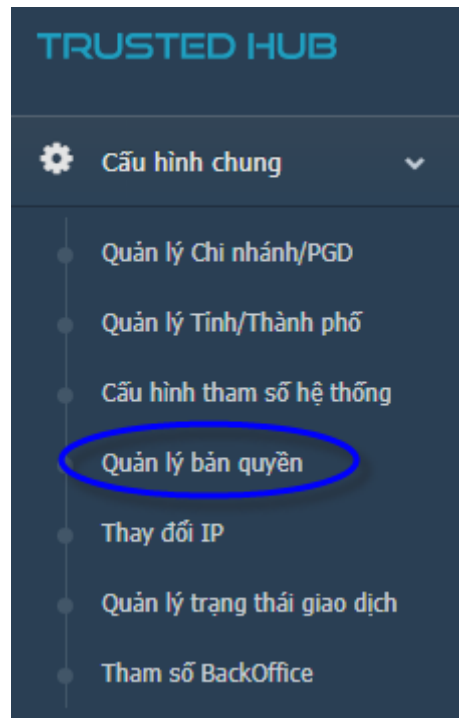 TRUSTED HUB
Cấu hình chung
Quản lý Chi nhánh/PGD
Quản lý Tỉnh/Thành phố
Cấu hình tham số hệ thống
Quản lý bản quyền
Thay đổi IP
Quản lý trạng thái giao dịch
Tham số BackOffice